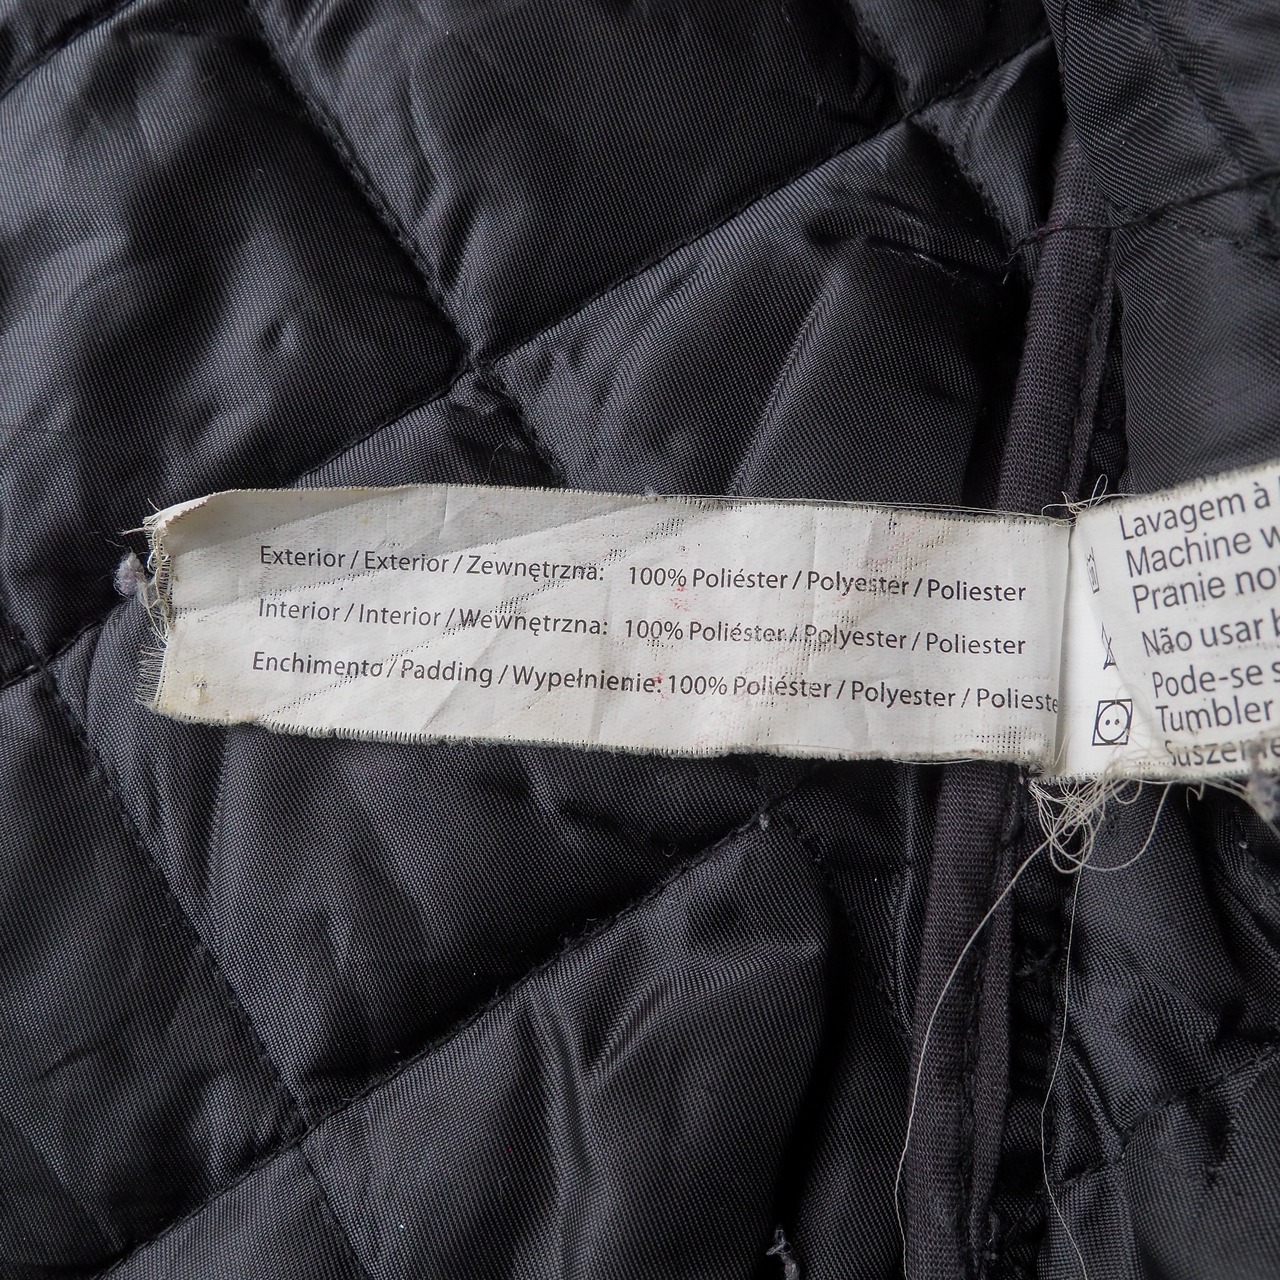 Exterior / Exterior / Zewnętrzna: 100% Poliéster / Polyester / Poliester
Interior / Interior / Wewnętrzna: 100% Poliéster / Polyester / Poliester
Enchimento / Padding / Wypełnienie: 100% Poliéster / Polyester / Polieste
Lavagem à
Machine
Pranie
Não usar
Pode-se
Tumbler